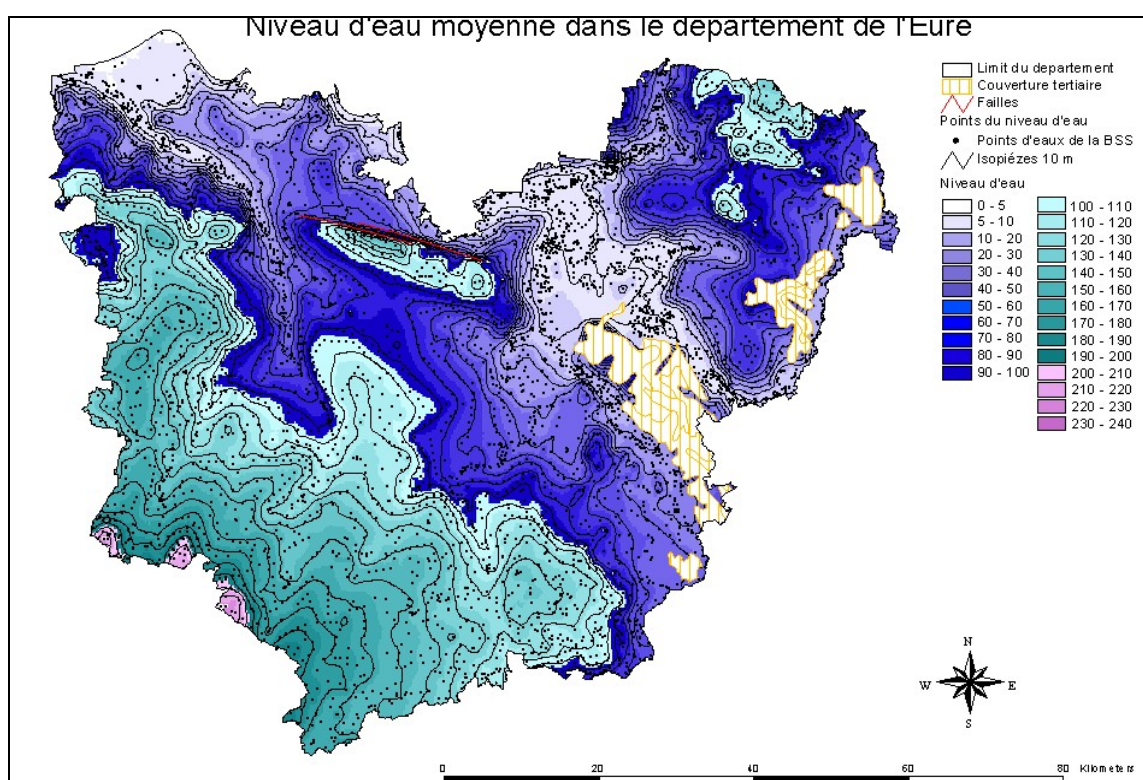 Niveau d'eau moyenne dans le departement de l'Eure
Limit du departement
Couverture tertiaire
Failles
Points du niveau d'eau
Points d'eaux de la BSS
Isopiézes 10 m
Niveau d'eau
0 - 5
5 - 10
10 - 20
20 - 30
30 - 40
40 - 50
50 - 60
60 - 70
70 - 80
80 - 90
90 - 100
100 - 110
110 - 120
120 - 130
130 - 140
140 - 150
150 - 160
160 - 170
170 - 180
180 - 190
190 - 200
200 - 210
210 - 220
220 - 230
230 - 240
N
W E
S
0 20 40 60 80 Kilometers